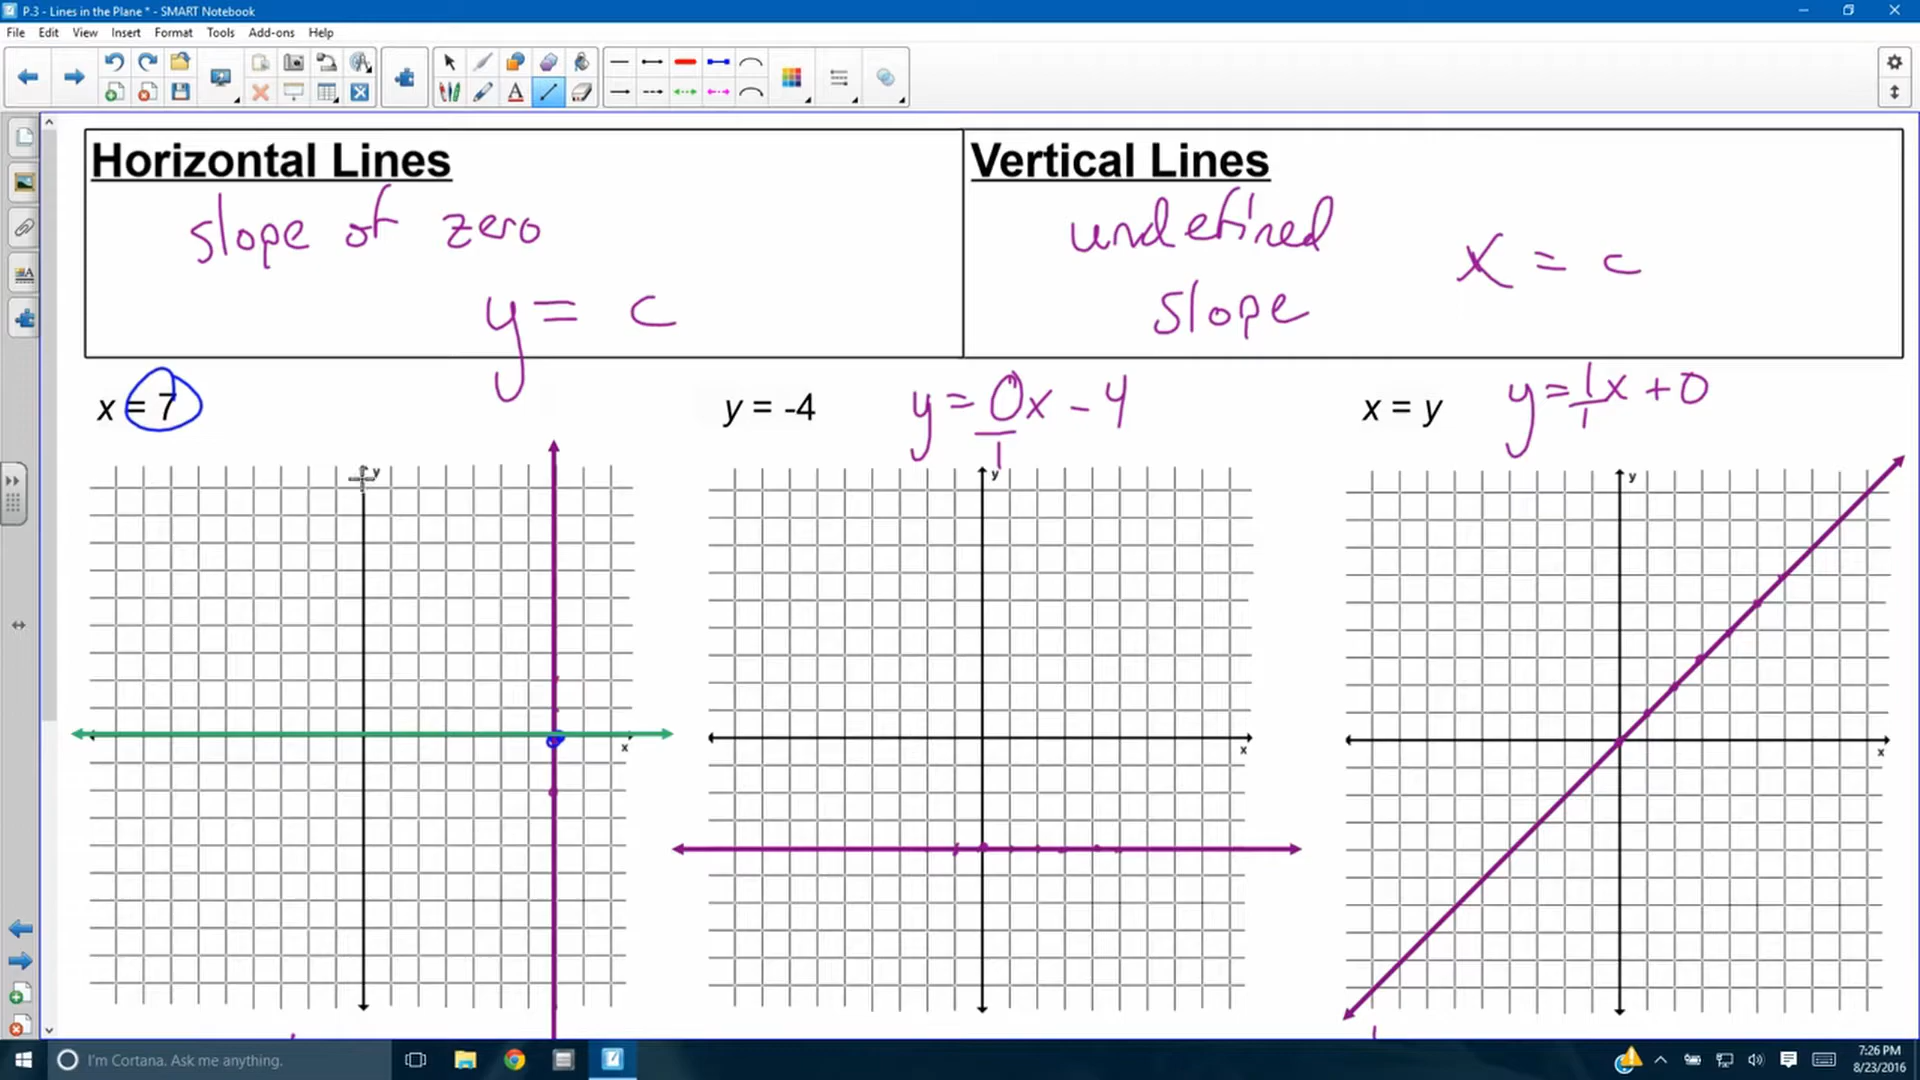 P.3 - Lines in the Plane * - SMART Notebook
File Edit View Insert Format Tools Add-ons Help
Horizontal Lines
slope of zero
y = c
Vertical Lines
undefined
slope
x = c
x = 7
y = -4
y = 0/1 x - 4
x = y
y = 1/1 x + 0
y
x
y
x
y
x
I'm Cortana. Ask me anything.
7:26 PM
8/23/2016